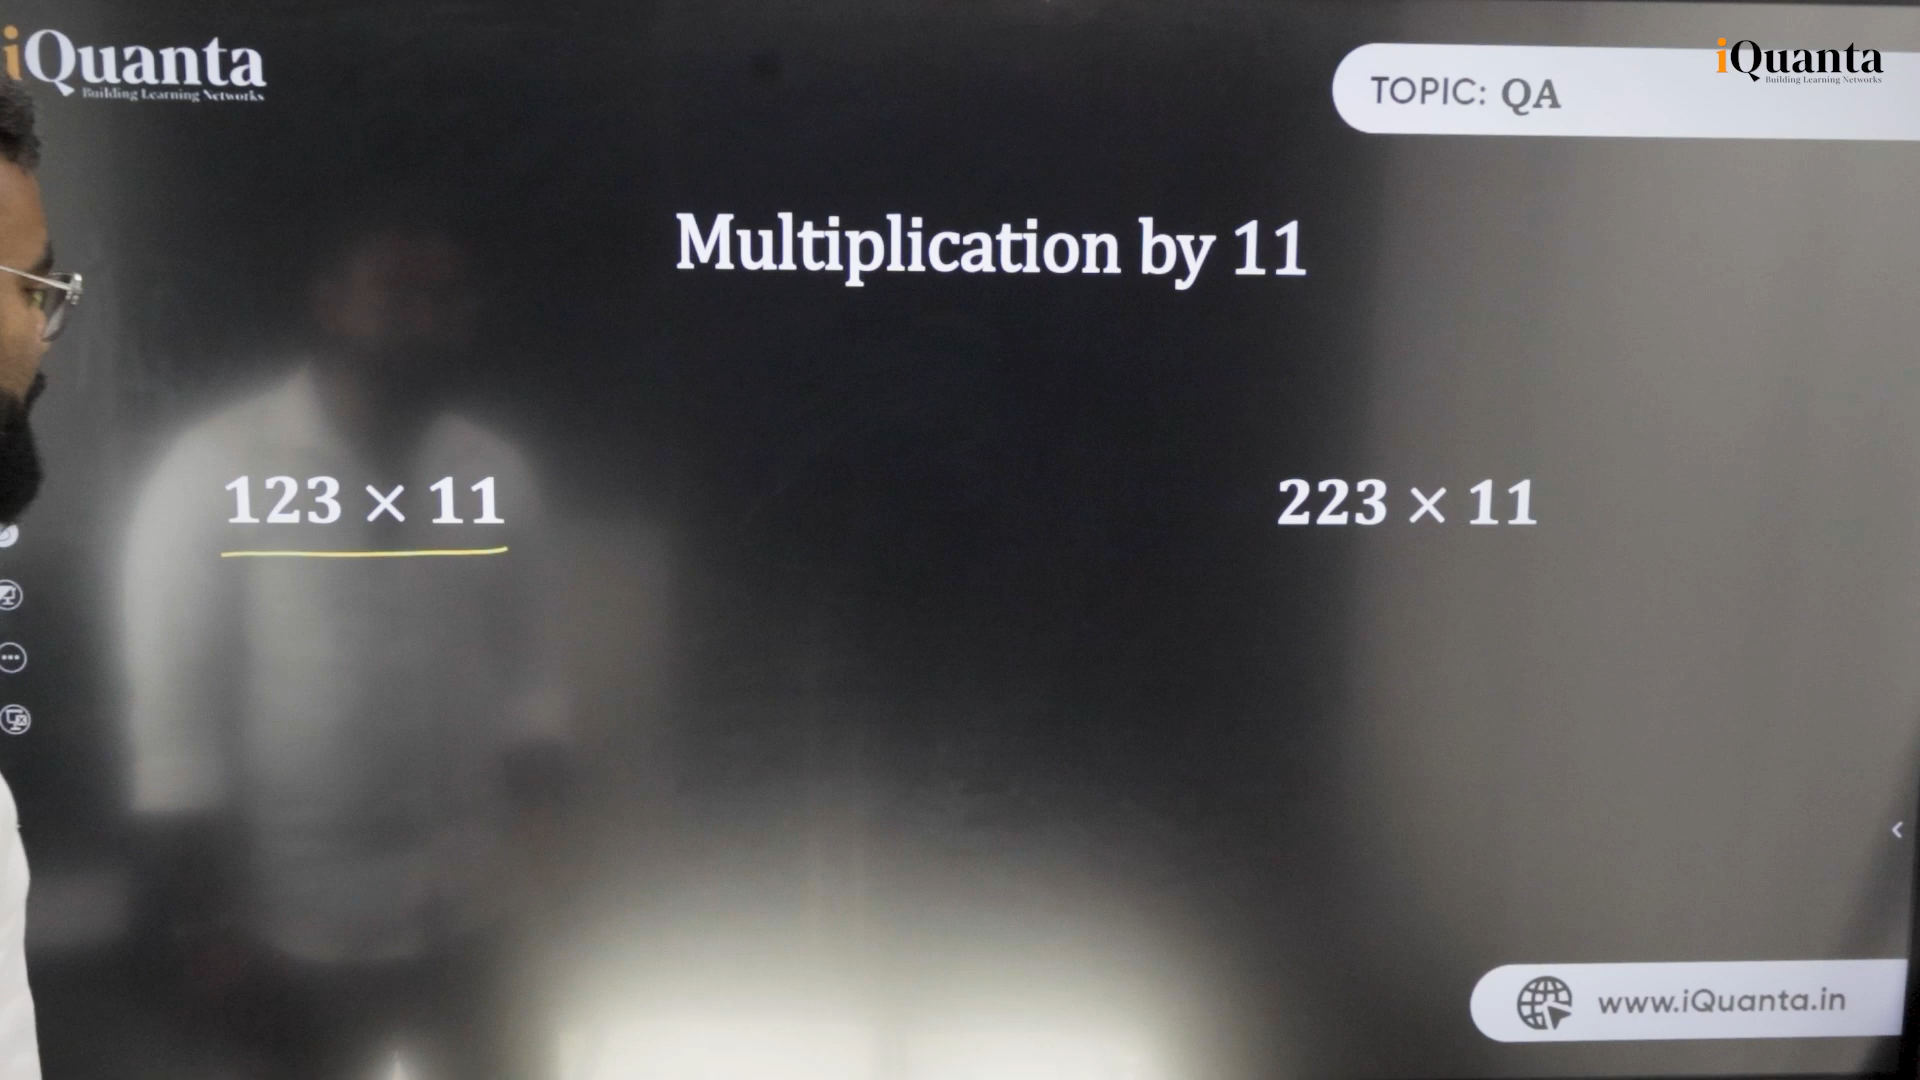 iQuanta
Building Learning Networks
TOPIC: QA
iQuanta
Building Learning Networks
Multiplication by 11
123 × 11
223 × 11
www.iQuanta.in